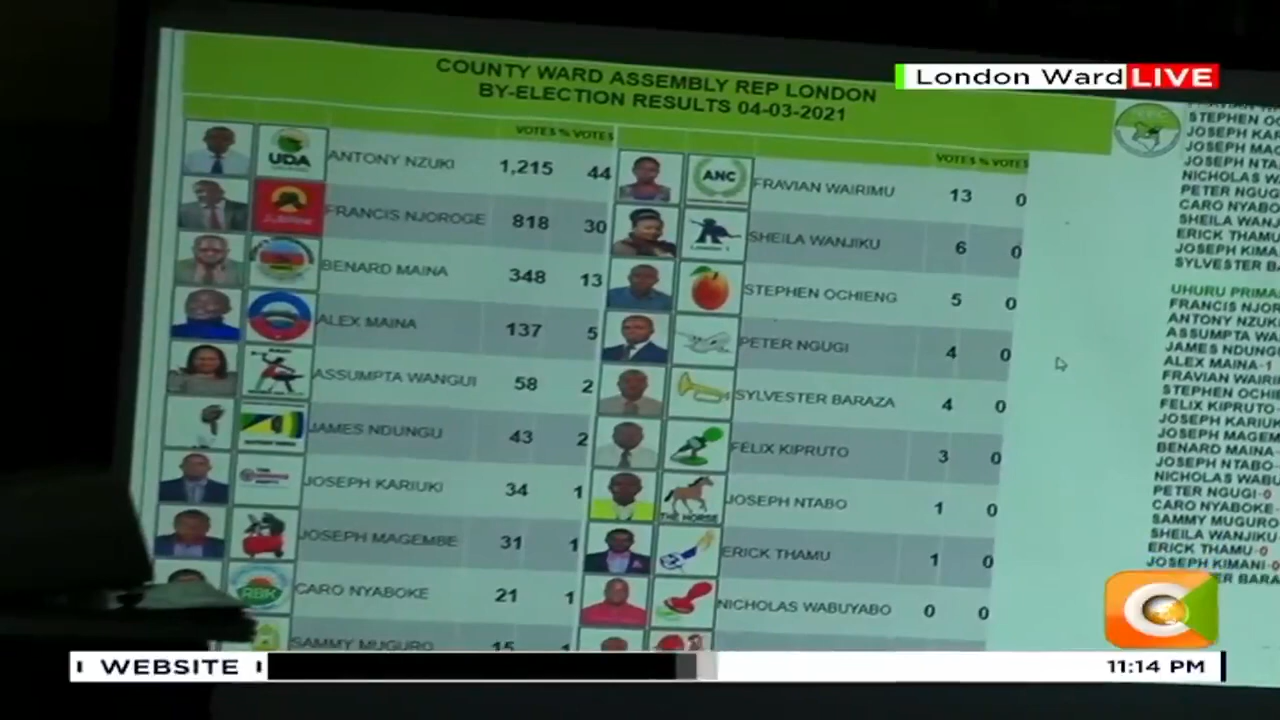 London Ward LIVE
COUNTY WARD ASSEMBLY REP LONDON
BY-ELECTION RESULTS 04-03-2021
VOTES % VOTES
UDA ANTONY NZUKI 1,215 44
FRANCIS NJOROGE 818 30
BENARD MAINA 348 13
ALEX MAINA 137 5
ASSUMPTA WANGUI 58 2
JAMES NDUNGU 43 2
JOSEPH KARIUKI 34 1
JOSEPH MAGEMBE 31 1
RBK CARO NYABOKE 21 1
SAMMY MUGURO 15
VOTES % VOTES
ANC FRAVIAN WAIRIMU 13 0
SHEILA WANJIKU 6 0
STEPHEN OCHIENG 5 0
PETER NGUGI 4 0
SYLVESTER BARAZA 4 0
FELIX KIPRUTO 3 0
THE HORSE JOSEPH NTABO 1 0
ERICK THAMU 1 0
NICHOLAS WABUYABO 0 0
STEPHEN OC
JOSEPH KAR
JOSEPH MAG
JOSEPH NTA
NICHOLAS W
PETER NGUG
CARO NYABO
SHEILA WANJ
ERICK THAMU
JOSEPH KIMA
SYLVESTER B
UHURU PRIMA
FRANCIS NJOR
ANTONY NZUK
ASSUMPTA WA
JAMES NDUNG
ALEX MAINA-1
FRAVIAN WAIRI
STEPHEN OCHI
FELIX KIPRUTO
JOSEPH KARIUK
JOSEPH MAGEM
BENARD MAINA-
JOSEPH NTABO-
NICHOLAS WABU
PETER NGUGI-0
CARO NYABOKE
SAMMY MUGURO
SHEILA WANJIKU
ERICK THAMU-0
JOSEPH KIMANI-0
ER BARA
WEBSITE
11:14 PM